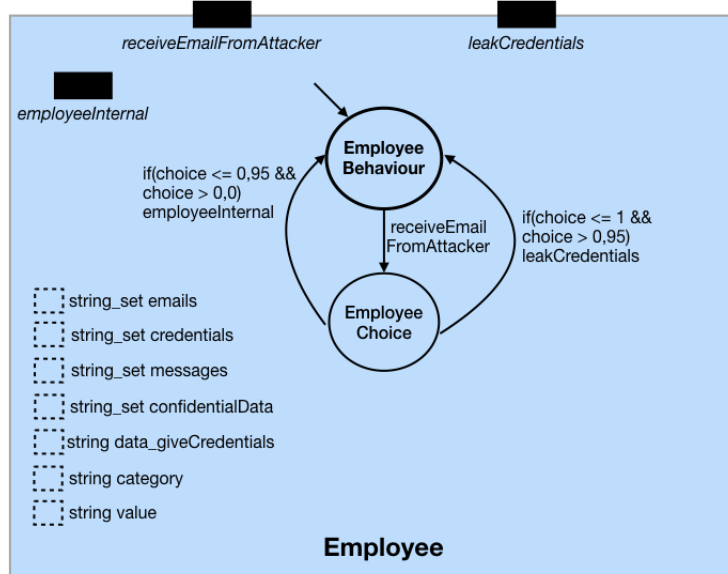 receiveEmailFromAttacker
leakCredentials
employeeInternal
Employee
Behaviour
if(choice <= 0,95 &&
choice > 0,0)
employeeInternal
receiveEmail
FromAttacker
if(choice <= 1 &&
choice > 0,95)
leakCredentials
Employee
Choice
string_set emails
string_set credentials
string_set messages
string_set confidentialData
string data_giveCredentials
string category
string value
Employee